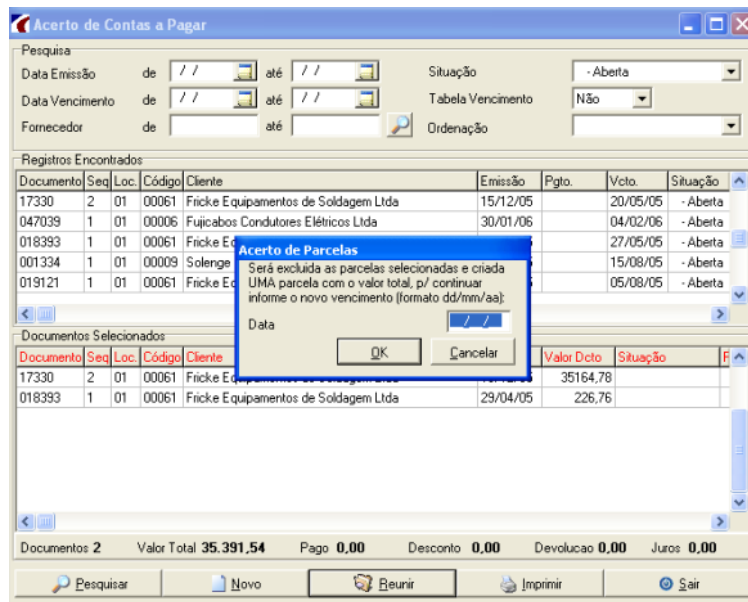 Acerto de Contas a Pagar
Pesquisa
Data Emissão de / / até / / Situação - Aberta
Data Vencimento de / / até / / Tabela Vencimento Não
Fornecedor de até Ordenação
Registros Encontrados
Documento Seq Loc. Código Cliente Emissão Pgto. Vcto. Situação
17330 2 01 00061 Fricke Equipamentos de Soldagem Ltda 15/12/05 20/05/05 - Aberta
047039 1 01 00006 Fujicabos Condutores Elétricos Ltda 30/01/06 04/02/06 - Aberta
018393 1 01 00061 Fricke 27/05/05 - Aberta
001334 1 01 00009 Solenge 15/08/05 - Aberta
019121 1 01 00061 Fricke 05/08/05 - Aberta
Acerto de Parcelas
Será excluida as parcelas selecionadas e criada
UMA parcela com o valor total, p/ continuar
informe o novo vencimento (formato dd/mm/aa):
Data / /
OK Cancelar
Documentos Selecionados
Documento Seq Loc. Código Cliente Valor Dcto Situação F
17330 2 01 00061 Fricke Equipamentos de Soldagem Ltda 35164,78
018393 1 01 00061 Fricke Equipamentos de Soldagem Ltda 29/04/05 226,76
Documentos 2 Valor Total 35.391,54 Pago 0,00 Desconto 0,00 Devolucao 0,00 Juros 0,00
Pesquisar Novo Reunir Imprimir Sair